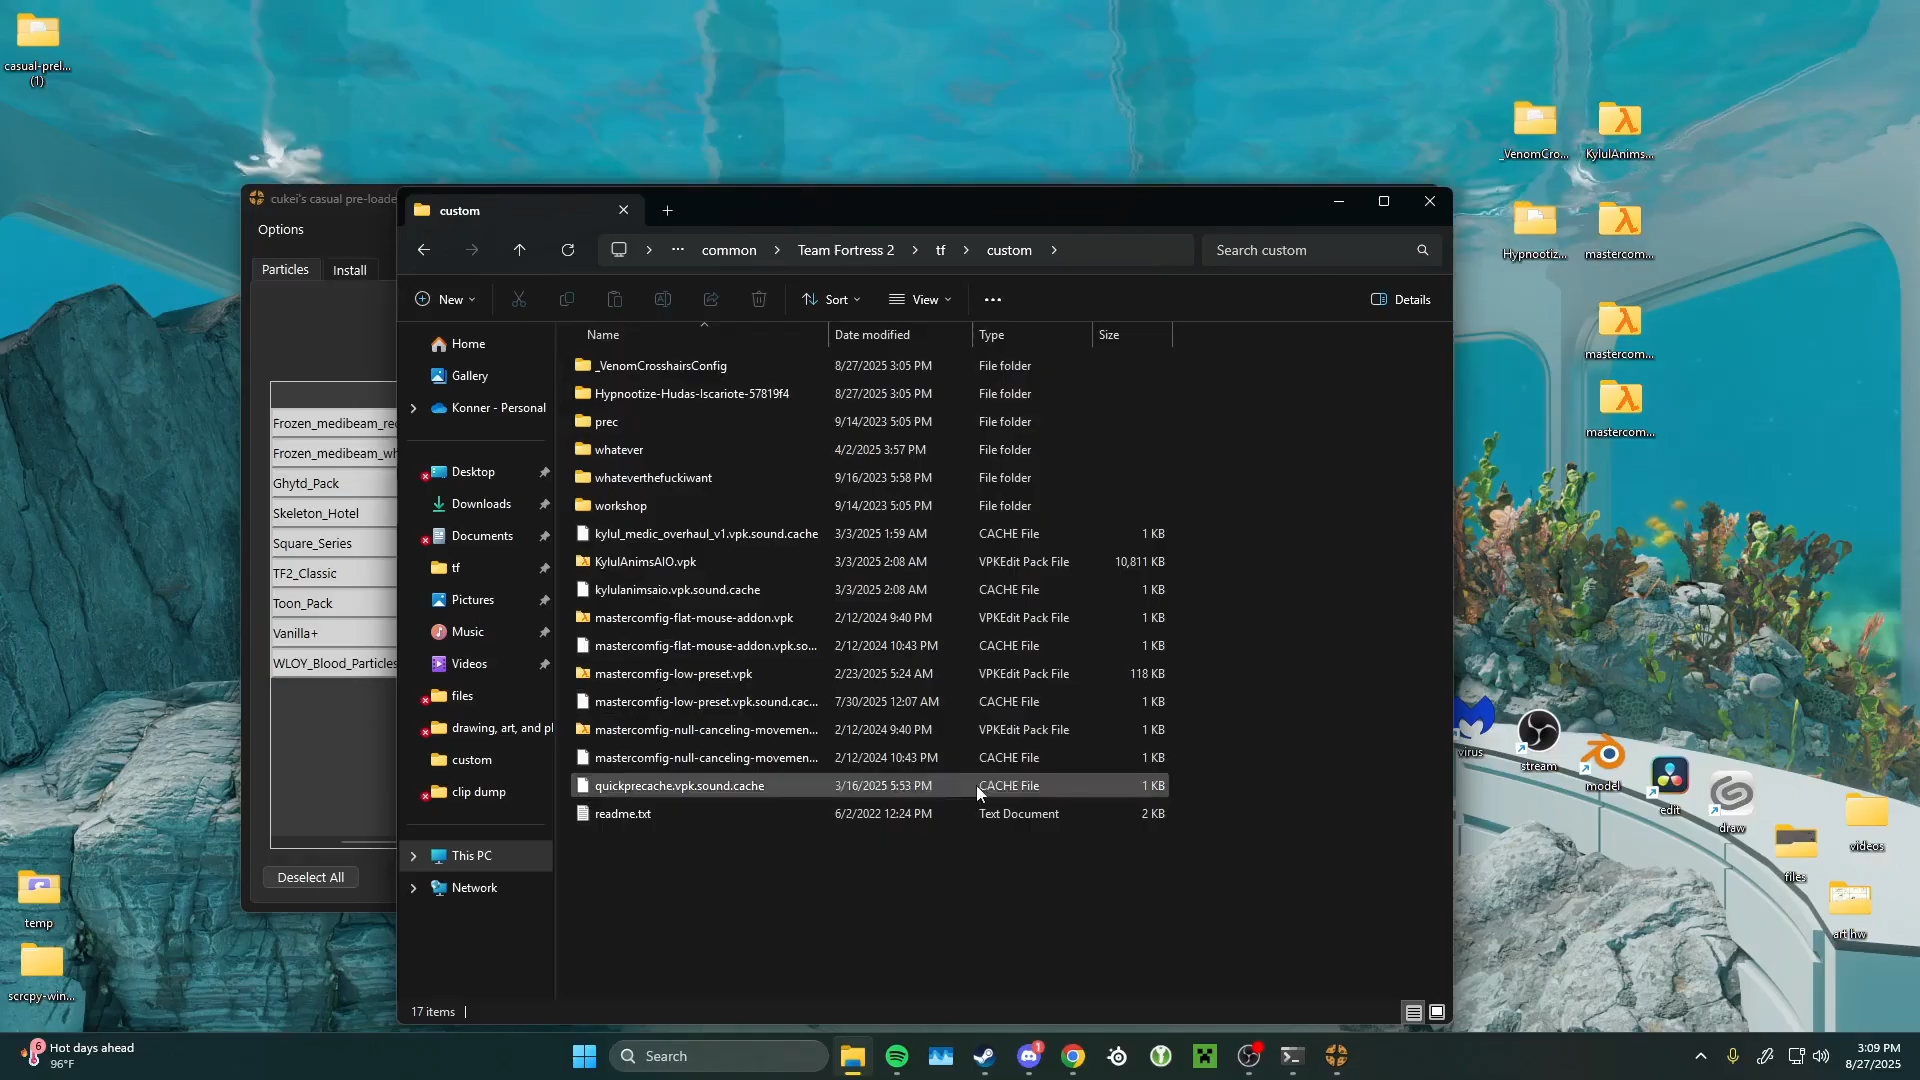 casual-prel...
(1)
_VenomCro...
KylulAnims...
Hypnootiz...
mastercom...
mastercom...
mastercom...
cukei's casual pre-loade
Options
Particles
Install
Frozen_medibeam_re
Frozen_medibeam_wh
Ghytd_Pack
Skeleton_Hotel
Square_Series
TF2_Classic
Toon_Pack
Vanilla+
WLOY_Blood_Particles
Deselect All
custom
common
Team Fortress 2
tf
custom
Search custom
New
Sort
View
Details
Home
Gallery
Konner - Personal
Desktop
Downloads
Documents
tf
Pictures
Music
Videos
files
drawing, art, and pl
custom
clip dump
This PC
Network
Name Date modified Type Size
_VenomCrosshairsConfig 8/27/2025 3:05 PM File folder
Hypnootize-Hudas-Iscariote-57819f4 8/27/2025 3:05 PM File folder
prec 9/14/2023 5:05 PM File folder
whatever 4/2/2025 3:57 PM File folder
whateverthefuckiwant 9/16/2023 5:58 PM File folder
workshop 9/14/2023 5:05 PM File folder
kylul_medic_overhaul_v1.vpk.sound.cache 3/3/2025 1:59 AM CACHE File 1 KB
KylulAnimsAIO.vpk 3/3/2025 2:08 AM VPKEdit Pack File 10,811 KB
kylulanimsaio.vpk.sound.cache 3/3/2025 2:08 AM CACHE File 1 KB
mastercomfig-flat-mouse-addon.vpk 2/12/2024 9:40 PM VPKEdit Pack File 1 KB
mastercomfig-flat-mouse-addon.vpk.so... 2/12/2024 10:43 PM CACHE File 1 KB
mastercomfig-low-preset.vpk 2/23/2025 5:24 AM VPKEdit Pack File 118 KB
mastercomfig-low-preset.vpk.sound.cac... 7/30/2025 12:07 AM CACHE File 1 KB
mastercomfig-null-canceling-movemen... 2/12/2024 9:40 PM VPKEdit Pack File 1 KB
mastercomfig-null-canceling-movemen... 2/12/2024 10:43 PM CACHE File 1 KB
quickprecache.vpk.sound.cache 3/16/2025 5:53 PM CACHE File 1 KB
readme.txt 6/2/2022 12:24 PM Text Document 2 KB
17 items
virus
stream
model
edit
draw
videos
files
art hw
temp
scrcpy-win...
6
Hot days ahead
96°F
Search
1
3:09 PM
8/27/2025